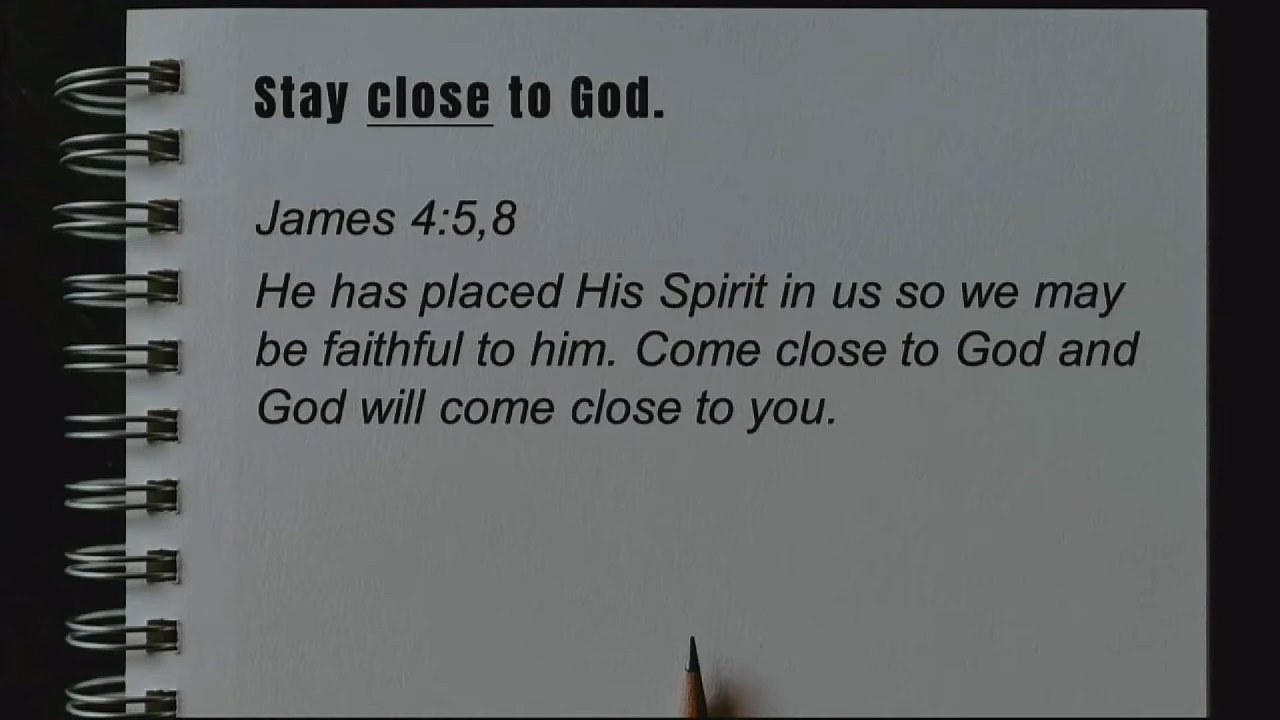 Stay close to God.
James 4:5,8
He has placed His Spirit in us so we may
be faithful to him. Come close to God and
God will come close to you.